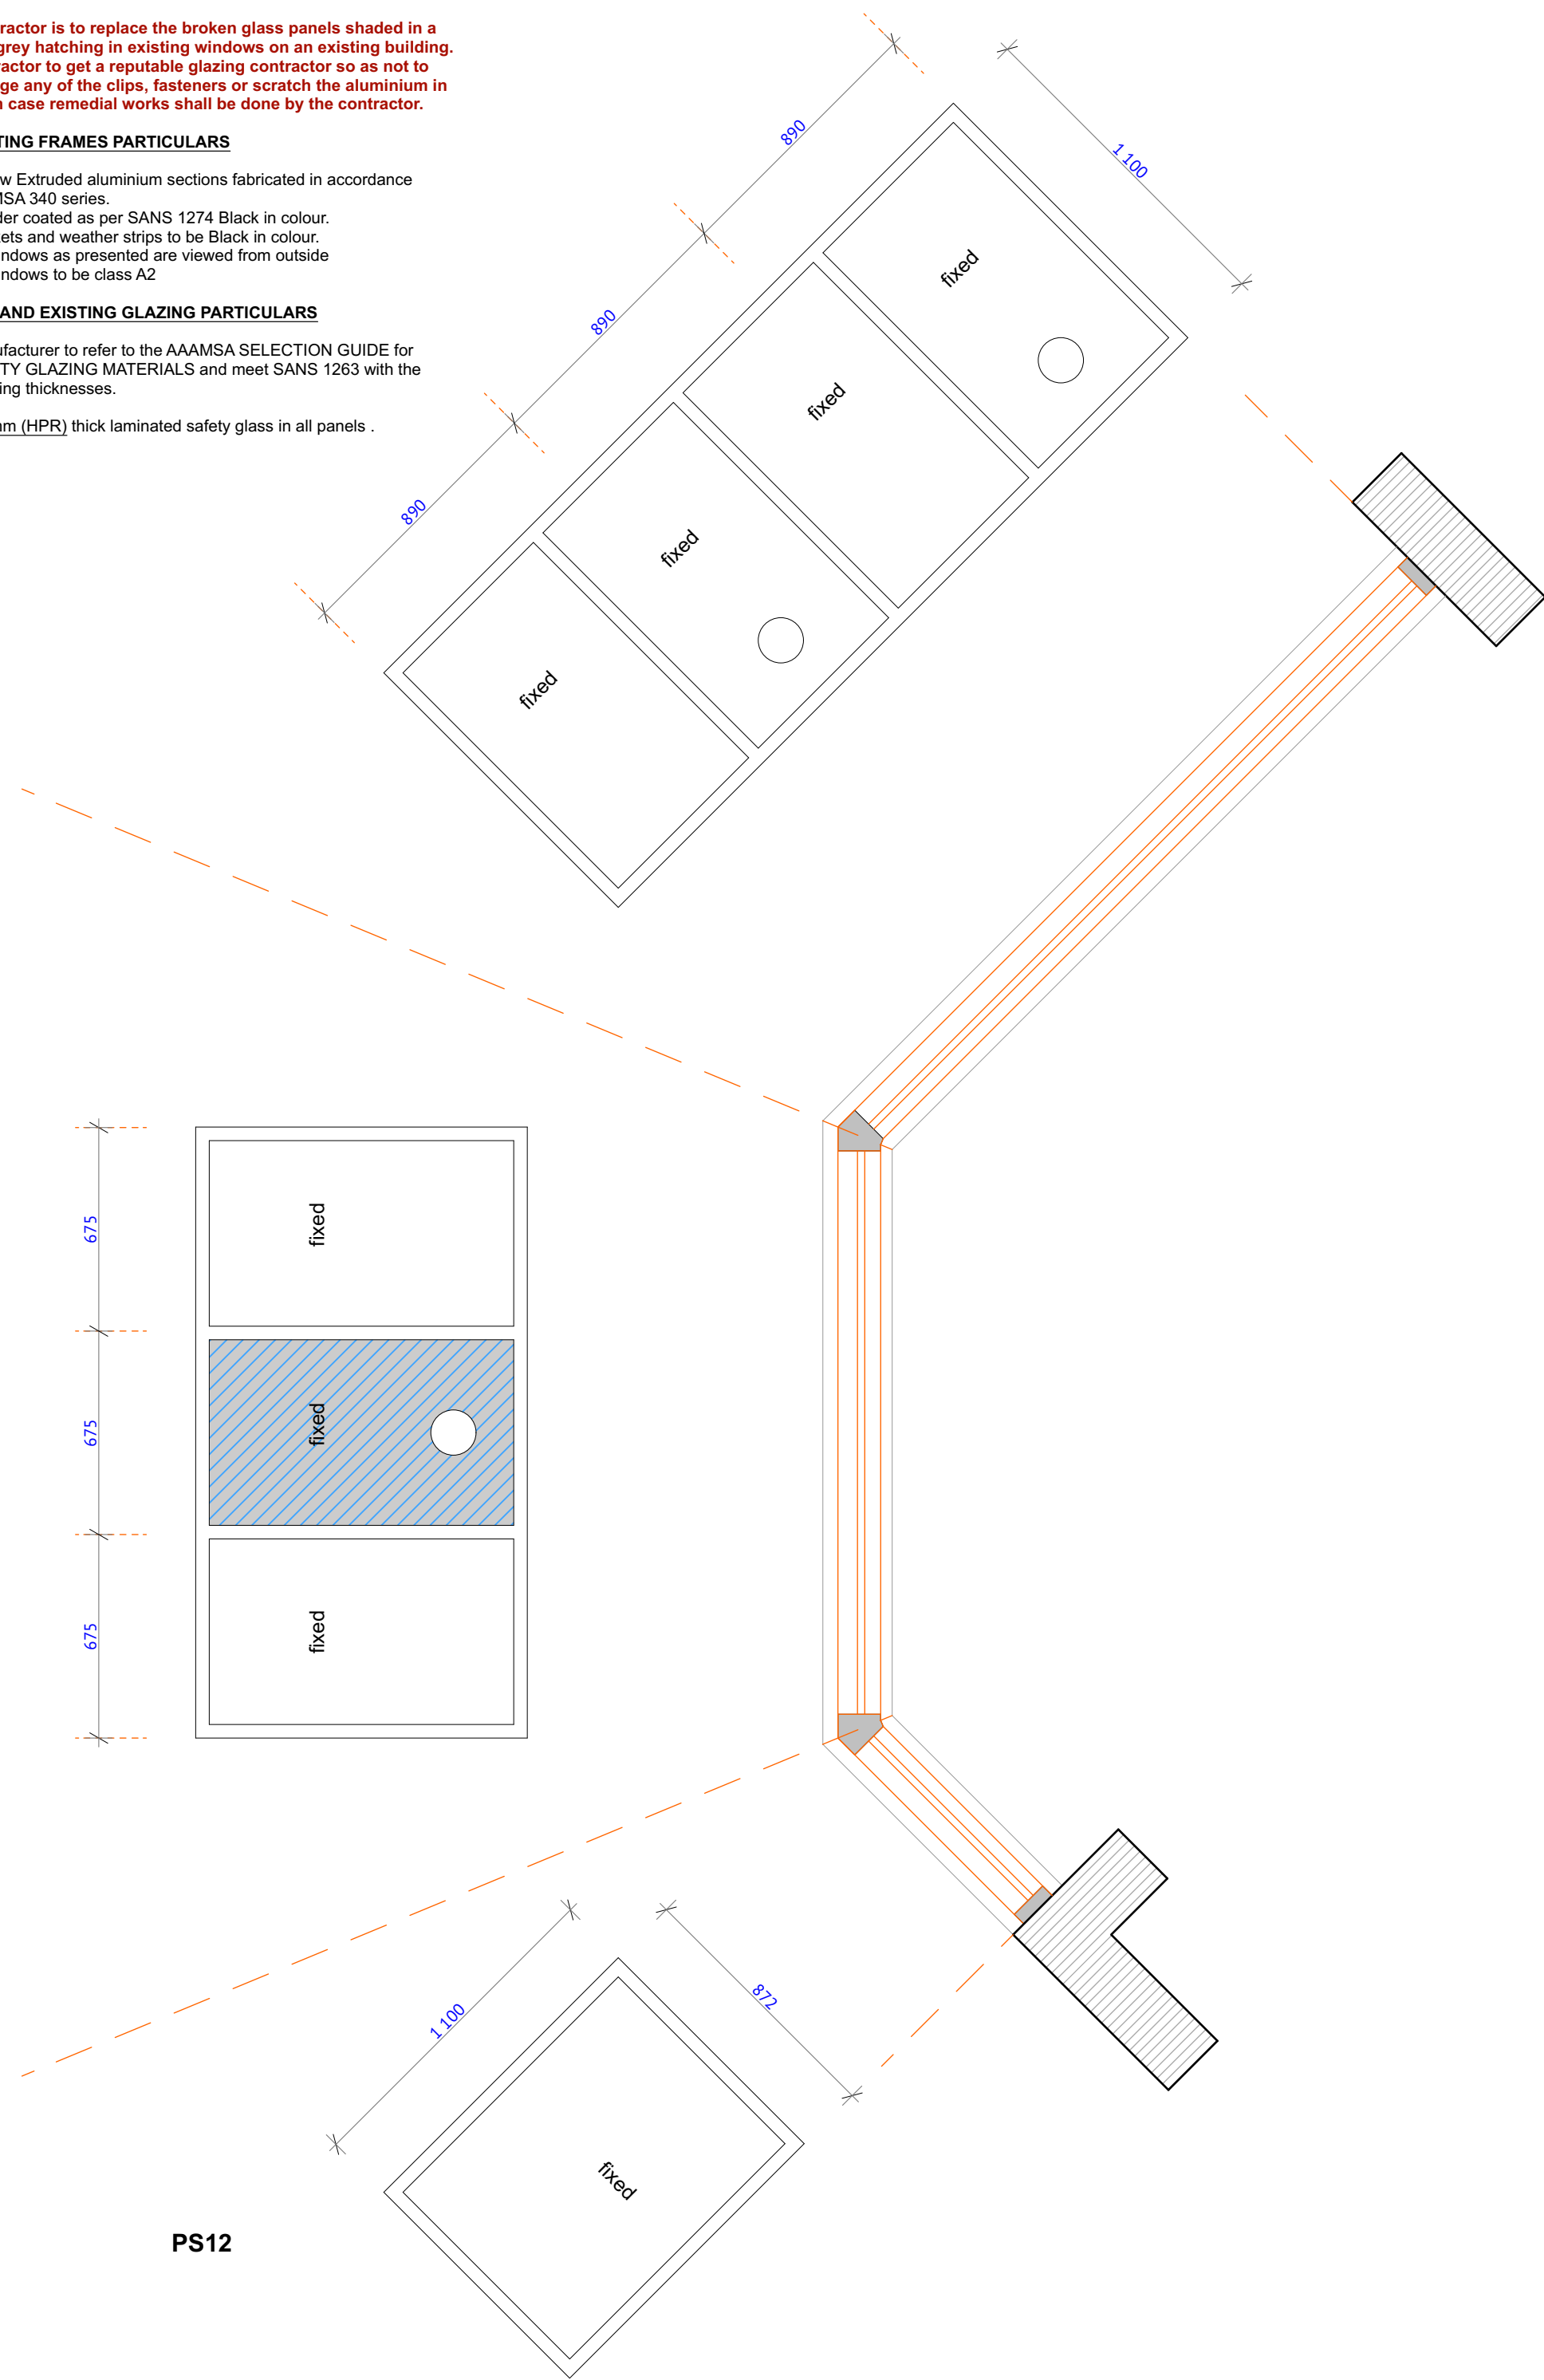 ractor is to replace the broken glass panels shaded in a
grey hatching in existing windows on an existing building.
ractor to get a reputable glazing contractor so as not to
ge any of the clips, fasteners or scratch the aluminium in
case remedial works shall be done by the contractor.
TING FRAMES PARTICULARS
w Extruded aluminium sections fabricated in accordance
MSA 340 series.
der coated as per SANS 1274 Black in colour.
kets and weather strips to be Black in colour.
indows as presented are viewed from outside
indows to be class A2
AND EXISTING GLAZING PARTICULARS
ufacturer to refer to the AAAMSA SELECTION GUIDE for
TY GLAZING MATERIALS and meet SANS 1263 with the
ing thicknesses.
m (HPR) thick laminated safety glass in all panels .
890
1 100
fixed
890
fixed
890
fixed
fixed
675
fixed
675
fixed
675
fixed
1 100
872
fixed
PS12